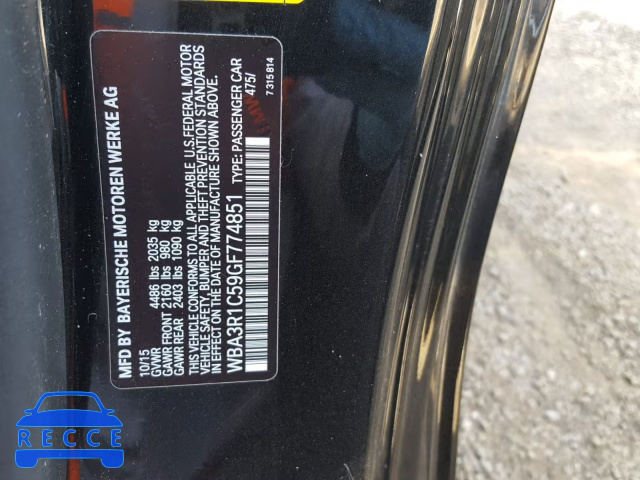 MFD BY BAYERISCHE MOTOREN WERKE AG
10/15
GVWR 4486 lbs 2035 kg
GAWR FRONT 2160 lbs 980 kg
GAWR REAR 2403 lbs 1090 kg
THIS VEHICLE CONFORMS TO ALL APPLICABLE U.S. FEDERAL MOTOR
VEHICLE SAFETY, BUMPER AND THEFT PREVENTION STANDARDS
IN EFFECT ON THE DATE OF MANUFACTURE SHOWN ABOVE.
WBA3R1C59GF774851 TYPE: PASSENGER CAR
475/
7 315 814
RECCE